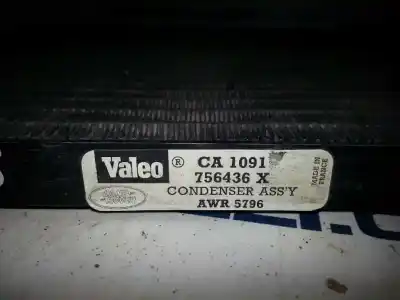 Valeo ® CA 1091
756436 X
CONDENSER ASS'Y
AWR 5796
MADE IN
FRANCE